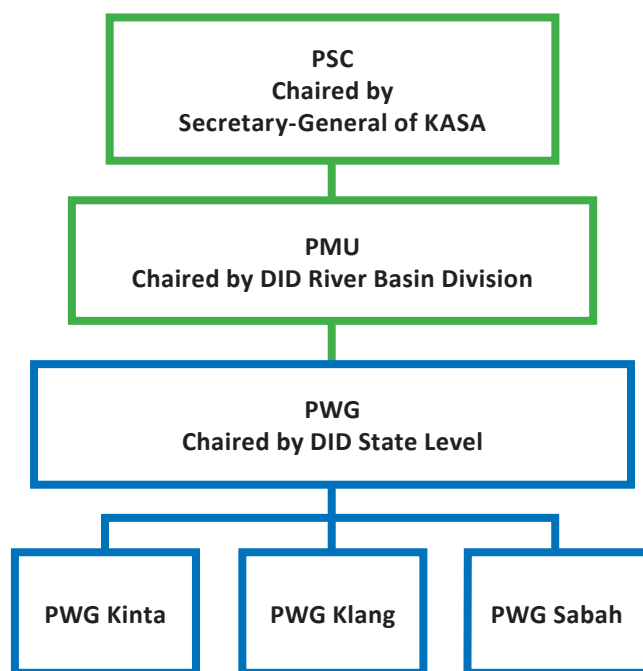 PSC
Chaired by
Secretary-General of KASA
PMU
Chaired by DID River Basin Division
PWG
Chaired by DID State Level
PWG Kinta
PWG Klang
PWG Sabah